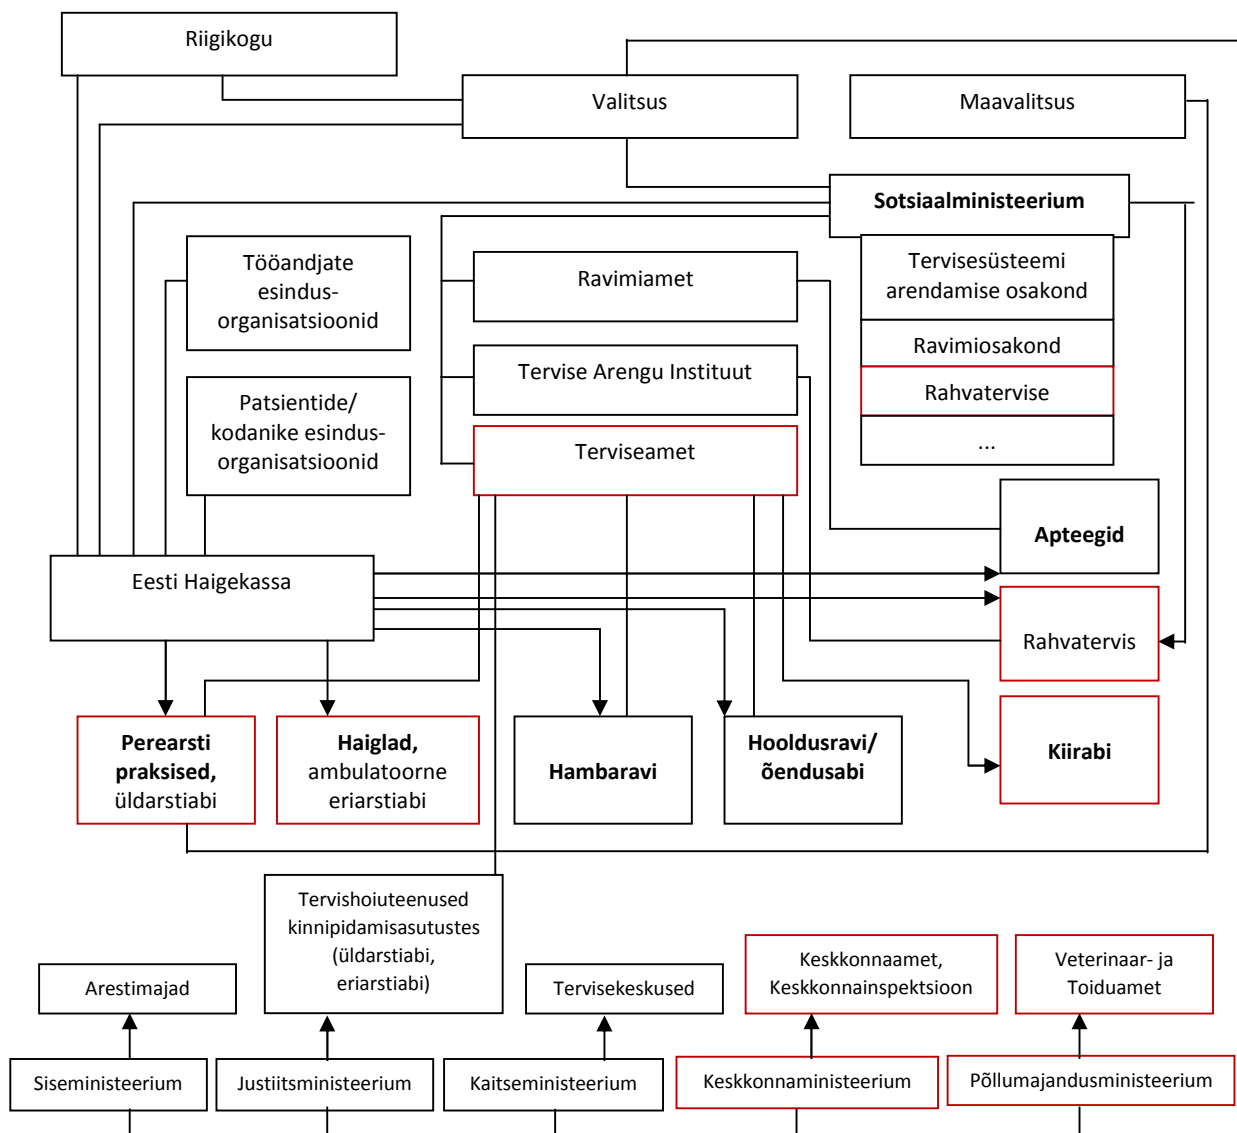 Riigikogu
Valitsus
Maavalitsus
Sotsiaalministeerium
Tervisesüsteemi
arendamise osakond
Ravimiosakond
Rahvatervise
...
Tööandjate
esindus-
organisatsioonid
Ravimiamet
Tervise Arengu Instituut
Patsientide/
kodanike esindus-
organisatsioonid
Terviseamet
Apteegid
Eesti Haigekassa
Rahvatervis
Perearsti
praksised,
üldarstiabi
Haiglad,
ambulatoorne
eriarstiabi
Hambaravi
Hooldusravi/
õendusabi
Kiirabi
Tervishoiuteenused
kinnipidamisasutustes
(üldarstiabi,
eriarstiabi)
Arestimajad
Tervisekeskused
Keskkonnaamet,
Keskkonnainspektsioon
Veterinaar- ja
Toiduamet
Siseministeerium
Justiitsministeerium
Kaitseministeerium
Keskkonnaministeerium
Põllumajandusministeerium